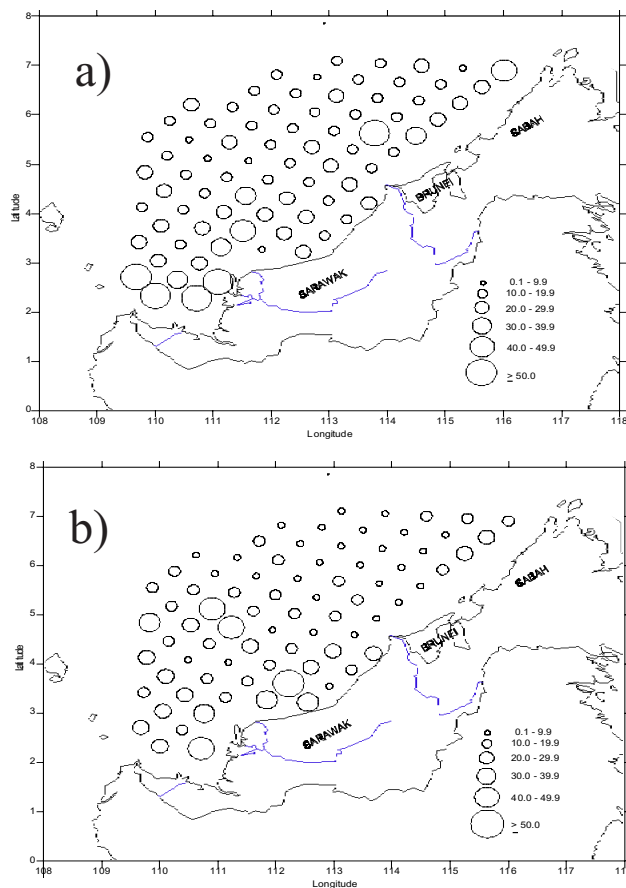 a)
8
7
6
5
4
3
2
1
0
Latitude
SABAH
BRUNEI
SARAWAK
0.1 - 9.9
10.0 - 19.9
20.0 - 29.9
30.0 - 39.9
40.0 - 49.9
≥ 50.0
108 109 110 111 112 113 114 115 116 117 118
Longitude
b)
8
7
6
5
4
3
2
1
0
Latitude
SABAH
BRUNEI
SARAWAK
0.1 - 9.9
10.0 - 19.9
20.0 - 29.9
30.0 - 39.9
40.0 - 49.9
≥ 50.0
108 109 110 111 112 113 114 115 116 117 11
Longitude